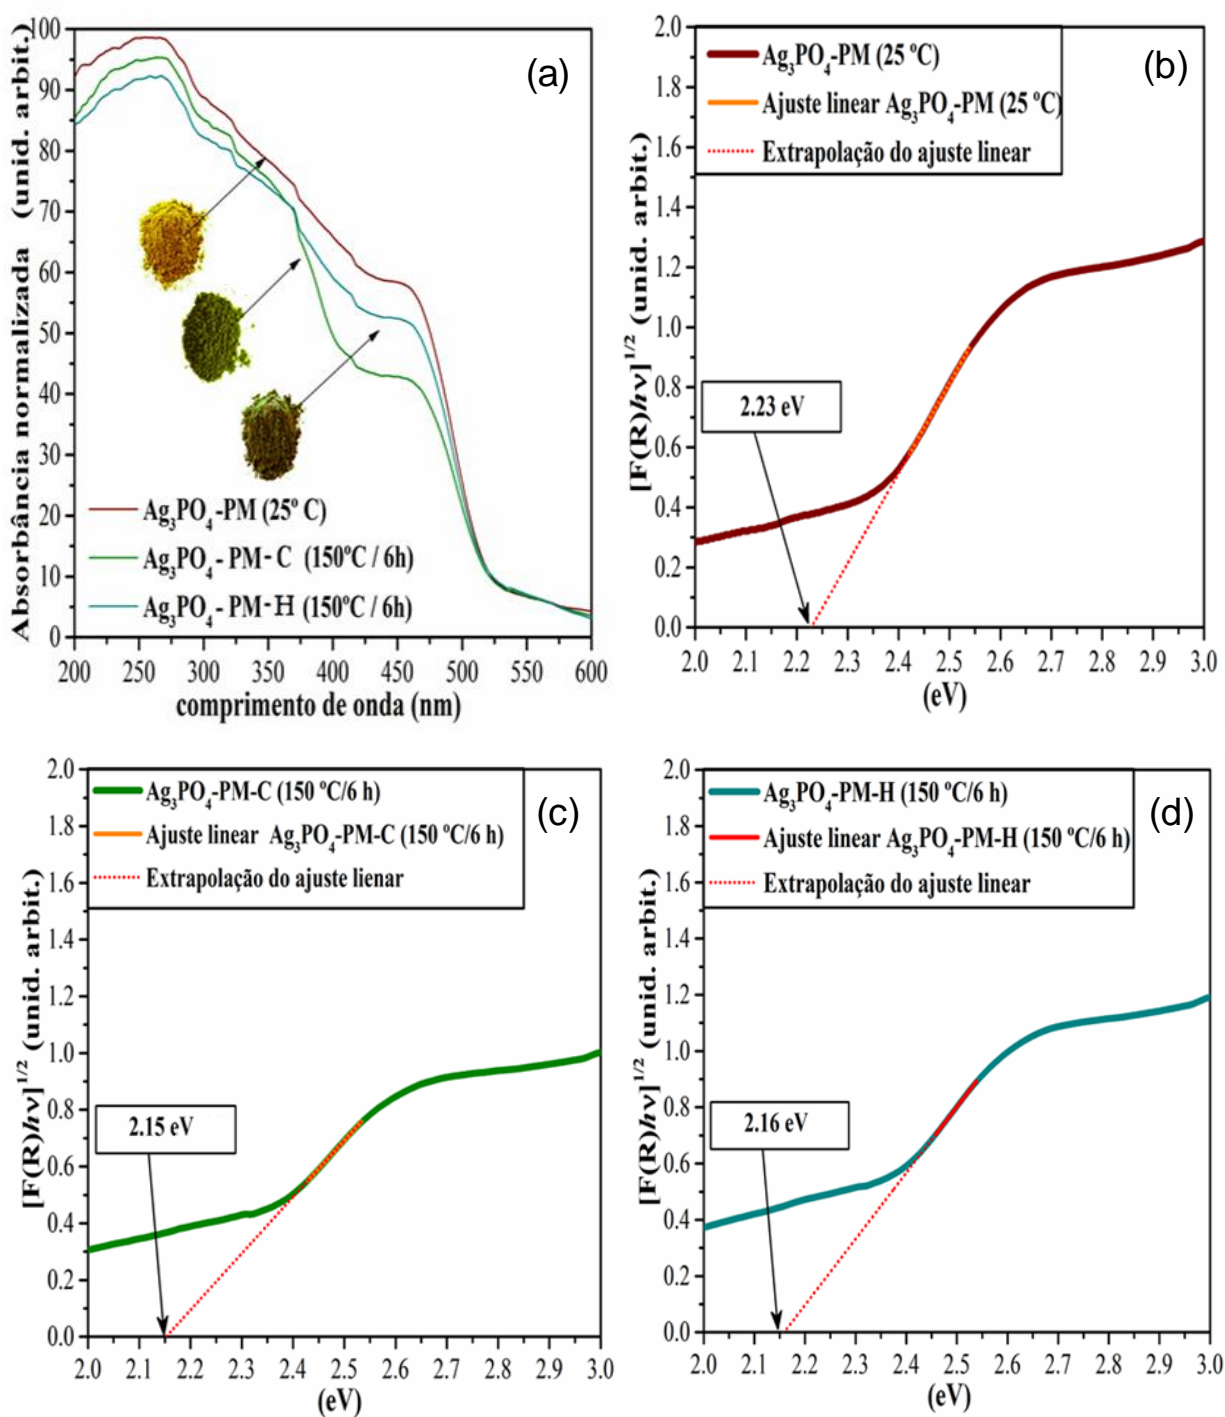 (a)
Absorbância normalizada (unid. arbit.)
100
90
80
70
60
50
40
30
20
10
0
Ag₃PO₄-PM (25º C)
Ag₃PO₄-PM-C (150ºC / 6h)
Ag₃PO₄-PM-H (150ºC / 6h)
200 250 300 350 400 450 500 550 600
comprimento de onda (nm)
(b)
[F(R)hν]^1/2 (unid. arbit.)
2.0
1.8
1.6
1.4
1.2
1.0
0.8
0.6
0.4
0.2
0.0
Ag₃PO₄-PM (25 ºC)
Ajuste linear Ag₃PO₄-PM (25 ºC)
Extrapolação do ajuste linear
2.23 eV
2.0 2.1 2.2 2.3 2.4 2.5 2.6 2.7 2.8 2.9 3.0
(eV)
(c)
[F(R)hν]^1/2 (unid. arbit.)
2.0
1.8
1.6
1.4
1.2
1.0
0.8
0.6
0.4
0.2
0.0
Ag₃PO₄-PM-C (150 ºC/6 h)
Ajuste linear Ag₃PO₄-PM-C (150 ºC/6 h)
Extrapolação do ajuste lienar
2.15 eV
2.0 2.1 2.2 2.3 2.4 2.5 2.6 2.7 2.8 2.9 3.0
(eV)
(d)
[F(R)hν]^1/2 (unid. arbit.)
2.0
1.8
1.6
1.4
1.2
1.0
0.8
0.6
0.4
0.2
0.0
Ag₃PO₄-PM-H (150 ºC/6 h)
Ajuste linear Ag₃PO₄-PM-H (150 ºC/6 h)
Extrapolação do ajuste linear
2.16 eV
2.0 2.1 2.2 2.3 2.4 2.5 2.6 2.7 2.8 2.9 3.0
(eV)